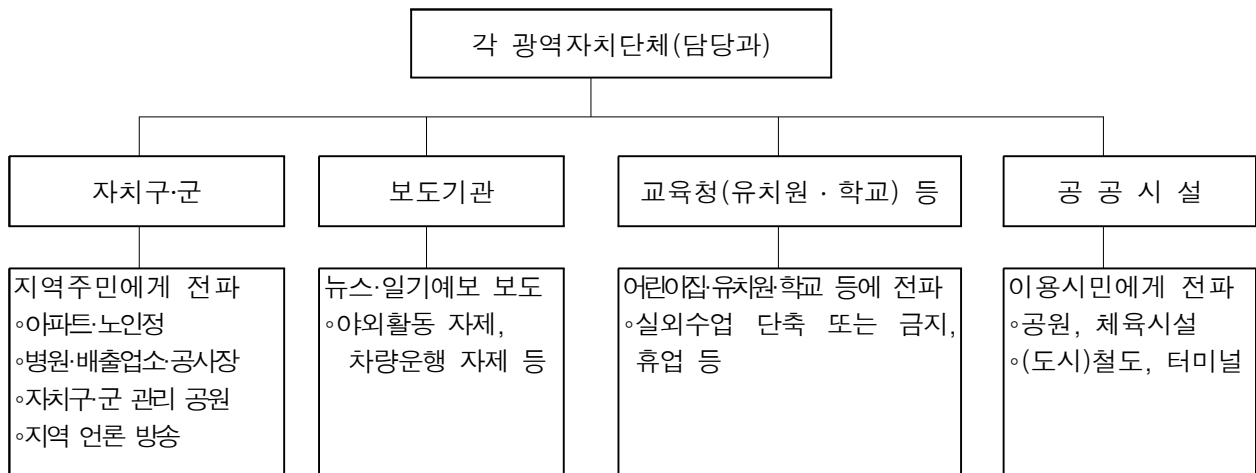 각 광역자치단체(담당과)
자치구·군
지역주민에게 전파
◦아파트·노인정
◦병원·배출업소·공사장
◦자치구·군 관리 공원
◦지역 언론 방송
보도기관
뉴스·일기예보 보도
◦야외활동 자제,
차량운행 자제 등
교육청(유치원 · 학교) 등
어린이집·유치원·학교 등에 전파
◦실외수업 단축 또는 금지,
휴업 등
공 공 시 설
이용시민에게 전파
◦공원, 체육시설
◦(도시)철도, 터미널